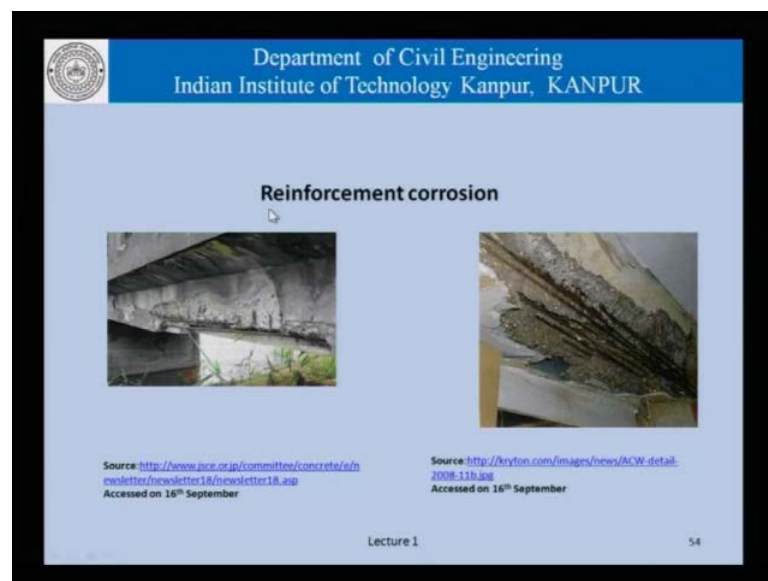 Department of Civil Engineering
Indian Institute of Technology Kanpur, KANPUR
Reinforcement corrosion
Source:http://www.jsce.or.jp/committee/concrete/e/n
ewsletter/newsletter18/newsletter18.asp
Accessed on 16th September
Source:http://kryton.com/images/news/ACW-detail-
2008-11b.jpg
Accessed on 16th September
Lecture 1
54